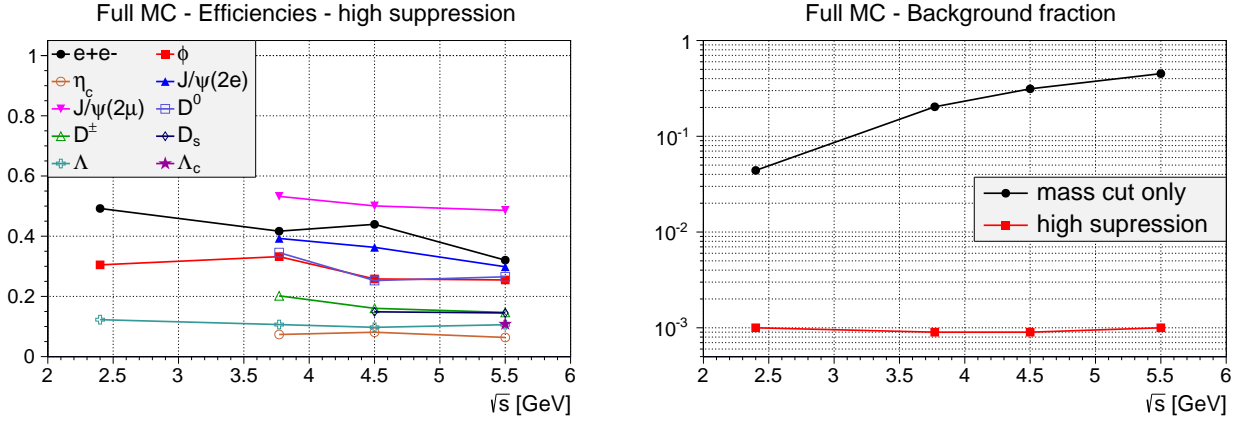 Full MC - Efficiencies - high suppression
1
0.8
0.6
0.4
0.2
0
e+e-
ϕ
η_c
J/ψ(2e)
J/ψ(2μ)
D⁰
D^±
D_s
Λ
Λ_c
2 2.5 3 3.5 4 4.5 5 5.5 6
√s [GeV]
Full MC - Background fraction
1
10⁻¹
10⁻²
10⁻³
mass cut only
high supression
2 2.5 3 3.5 4 4.5 5 5.5 6
√s [GeV]